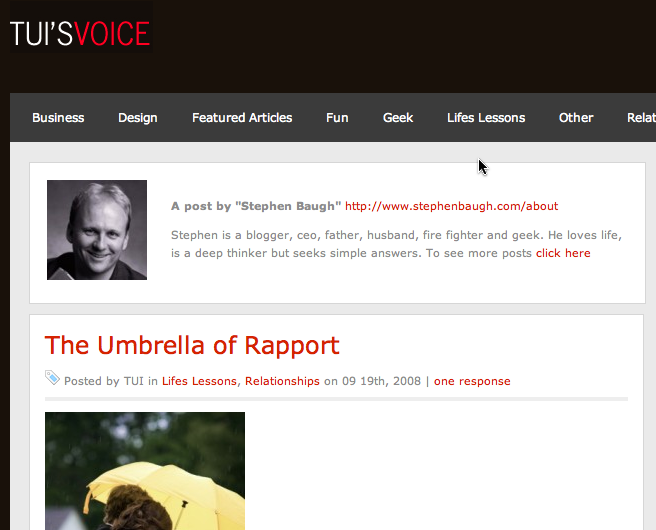 TUI'SVOICE
Business Design Featured Articles Fun Geek Lifes Lessons Other Relat
A post by "Stephen Baugh" http://www.stephenbaugh.com/about
Stephen is a blogger, ceo, father, husband, fire fighter and geek. He loves life,
is a deep thinker but seeks simple answers. To see more posts click here
The Umbrella of Rapport
Posted by TUI in Lifes Lessons, Relationships on 09 19th, 2008 | one response